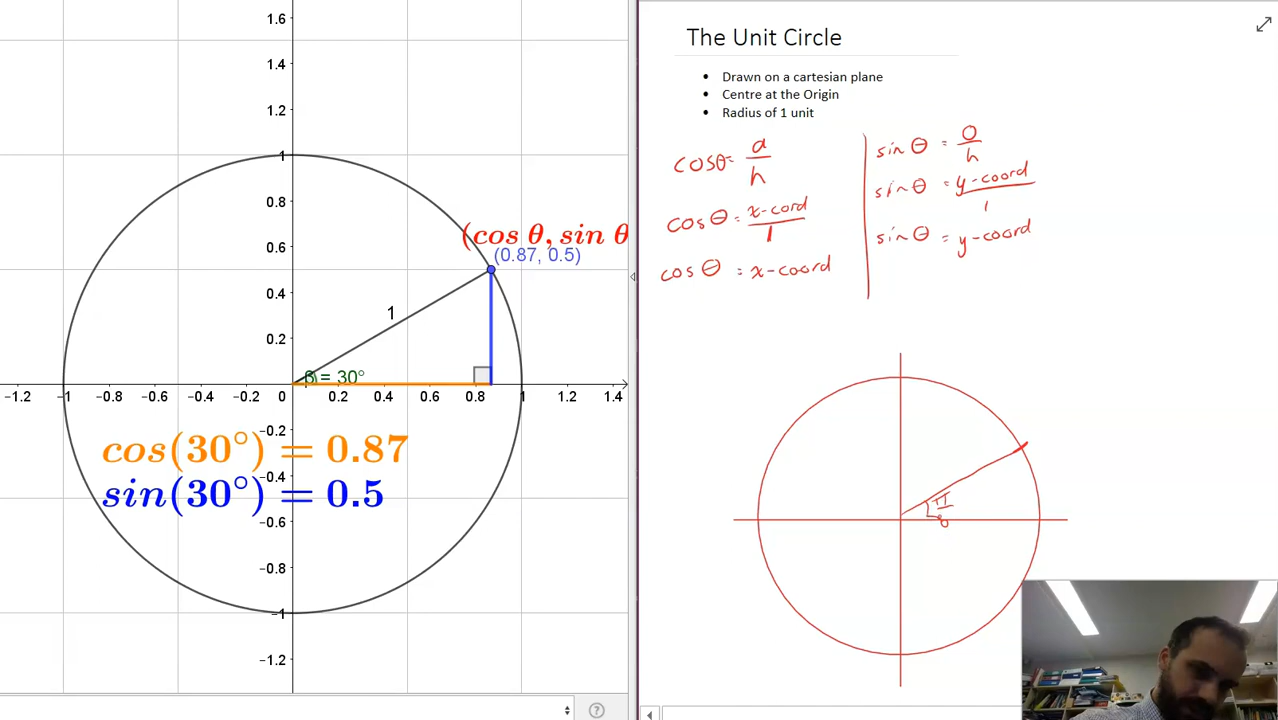 1.6
1.4
1.2
1
0.8
0.6
0.4
0.2
0
-0.2
-0.4
-0.6
-0.8
-1
-1.2
-1.2
-1
-0.8
-0.6
-0.4
-0.2
0.2
0.4
0.6
0.8
1
1.2
1.4
(cos θ, sin θ
(0.87, 0.5)
1
= 30°
cos(30°) = 0.87
sin(30°) = 0.5
?
The Unit Circle
• Drawn on a cartesian plane
• Centre at the Origin
• Radius of 1 unit
cosθ = a/h
cos θ = x-cord/1
cos θ = x-coord
sin θ = O/h
sin θ = y-coord/1
sin θ = y-coord
π/6